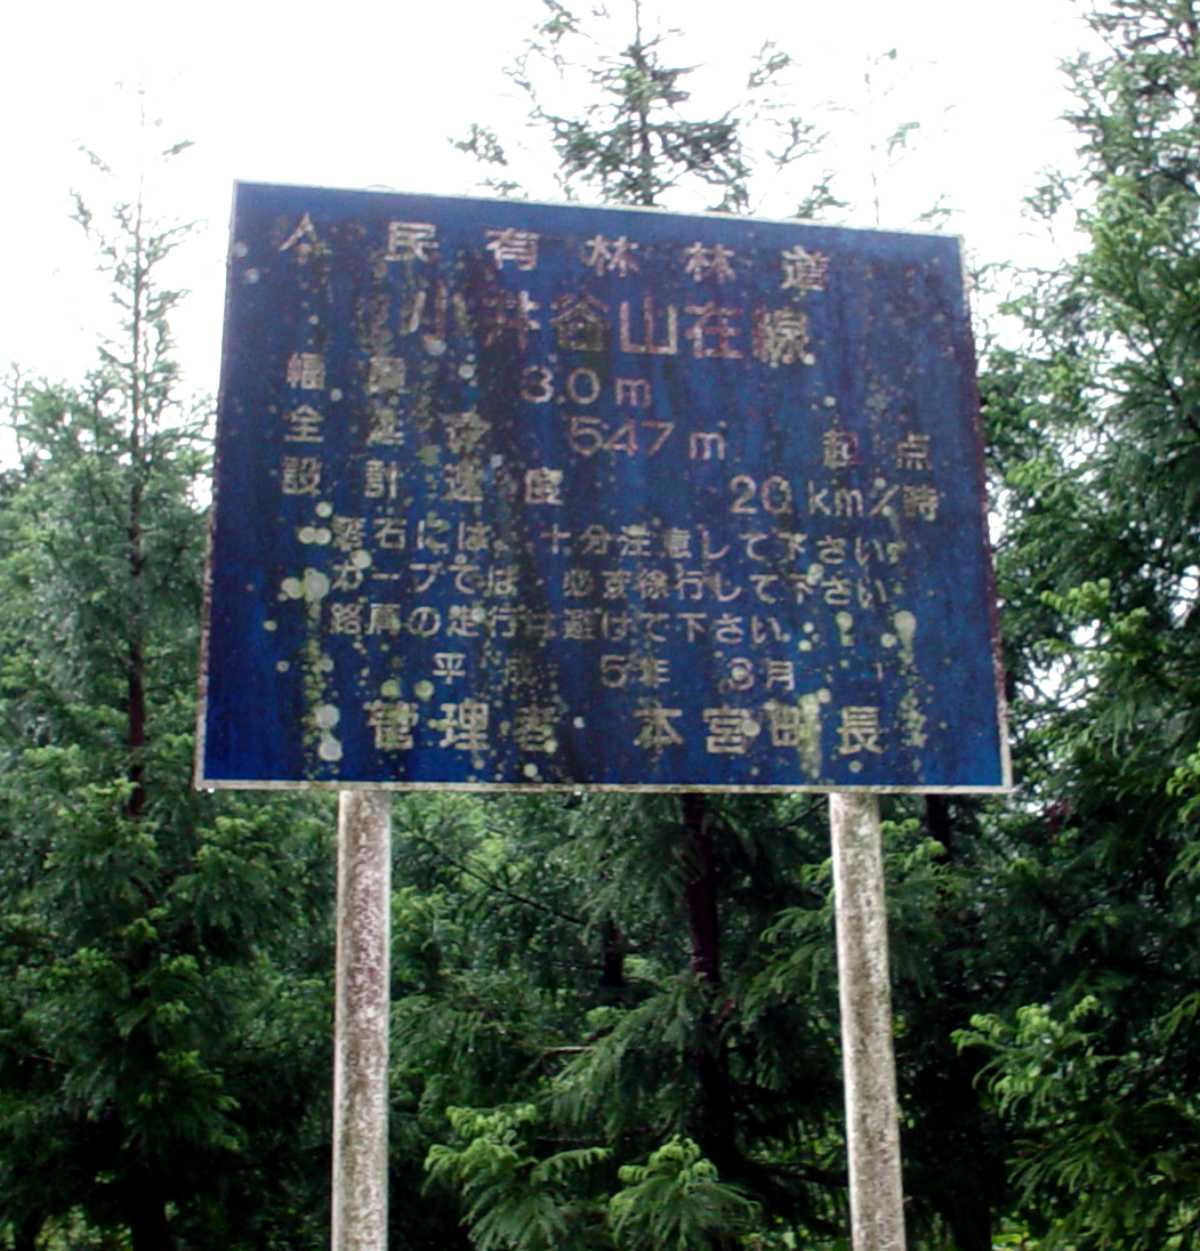 民有林林道
小井谷山在線
幅員 3.0m
全延長 547m 起点
設計速度 20km/時
落石には、十分注意して下さい。
カーブでは 必ず徐行して下さい
路肩の走行は避けて下さい。
平成 5年 3月
管理者 本宮町長